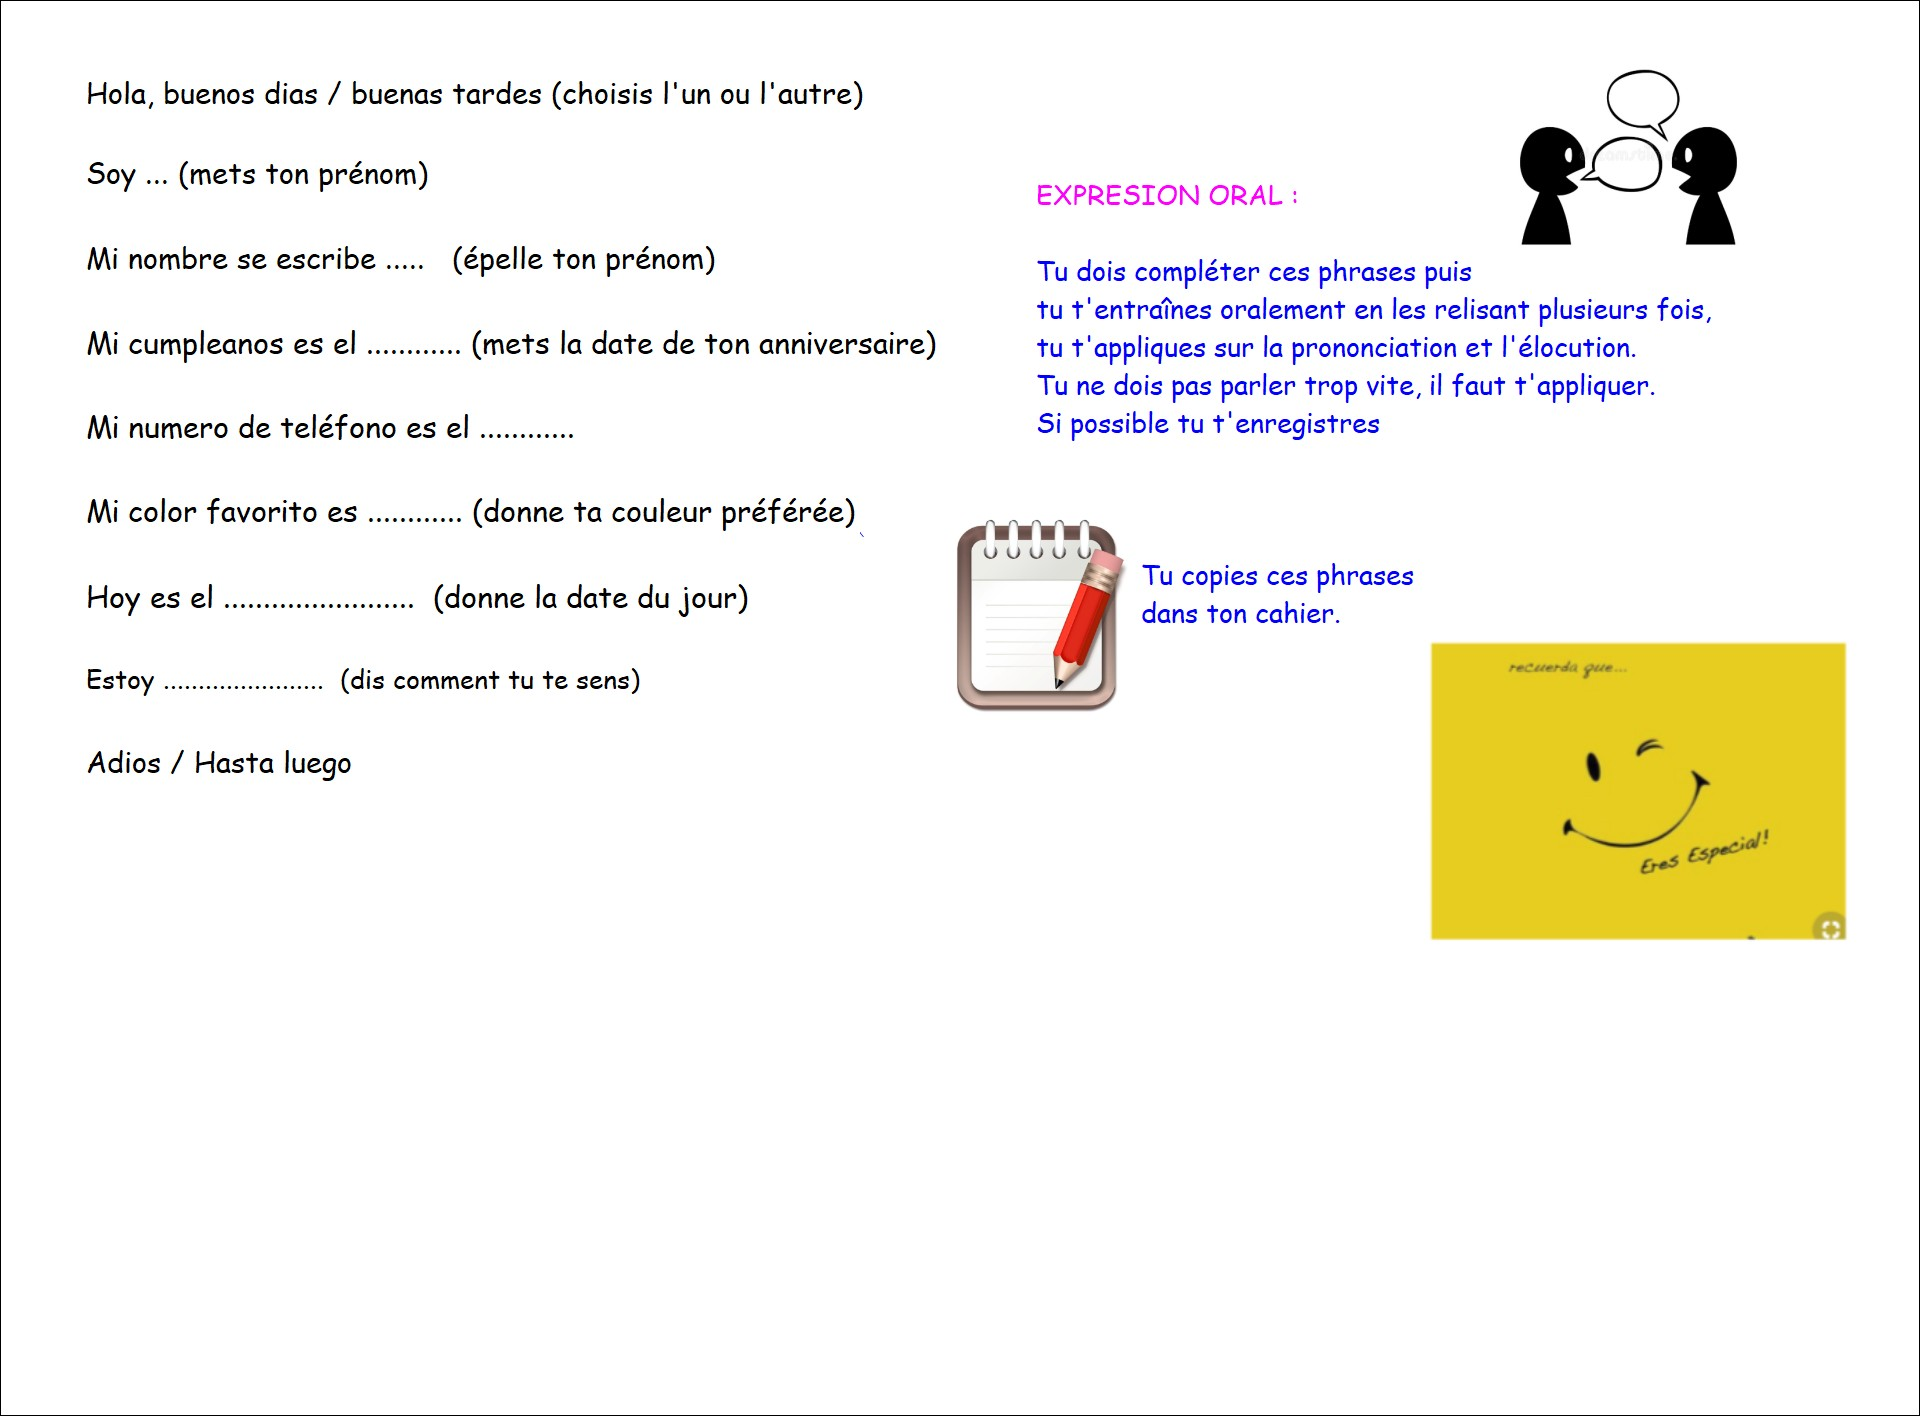 Hola, buenos dias / buenas tardes (choisis l'un ou l'autre)
Soy ... (mets ton prénom)
Mi nombre se escribe ..... (épelle ton prénom)
Mi cumpleanos es el ............ (mets la date de ton anniversaire)
Mi numero de teléfono es el ............
Mi color favorito es ............ (donne ta couleur préférée)
Hoy es el ........................ (donne la date du jour)
Estoy ....................... (dis comment tu te sens)
Adios / Hasta luego
EXPRESION ORAL :
Tu dois compléter ces phrases puis
tu t'entraînes oralement en les relisant plusieurs fois,
tu t'appliques sur la prononciation et l'élocution.
Tu ne dois pas parler trop vite, il faut t'appliquer.
Si possible tu t'enregistres
Tu copies ces phrases
dans ton cahier.
recuerda que...
Eres Especial!